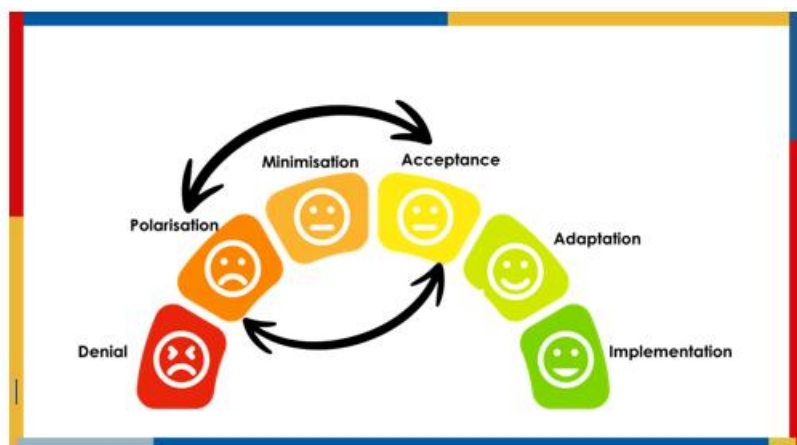 Minimisation
Acceptance
Polarisation
Adaptation
Denial
Implementation